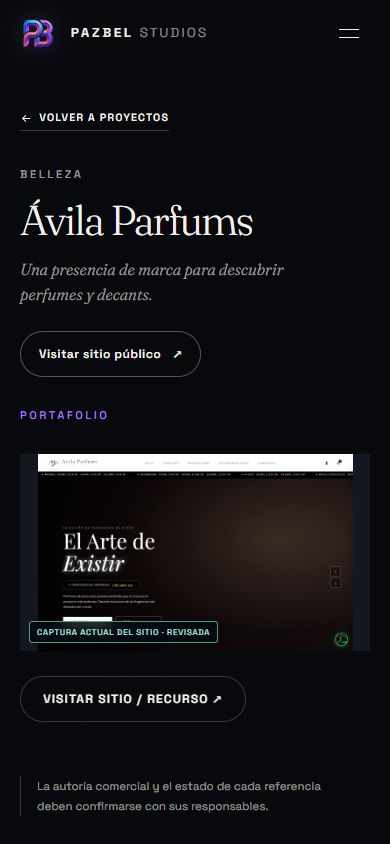 PAZBEL STUDIOS
← VOLVER A PROYECTOS
BELLEZA
Ávila Parfums
Una presencia de marca para descubrir
perfumes y decants.
Visitar sitio público ↗
PORTAFOLIO
Ávila Parfums
El Arte de
Existir
CAPTURA ACTUAL DEL SITIO · REVISADA
VISITAR SITIO / RECURSO ↗
La autoría comercial y el estado de cada referencia
deben confirmarse con sus responsables.